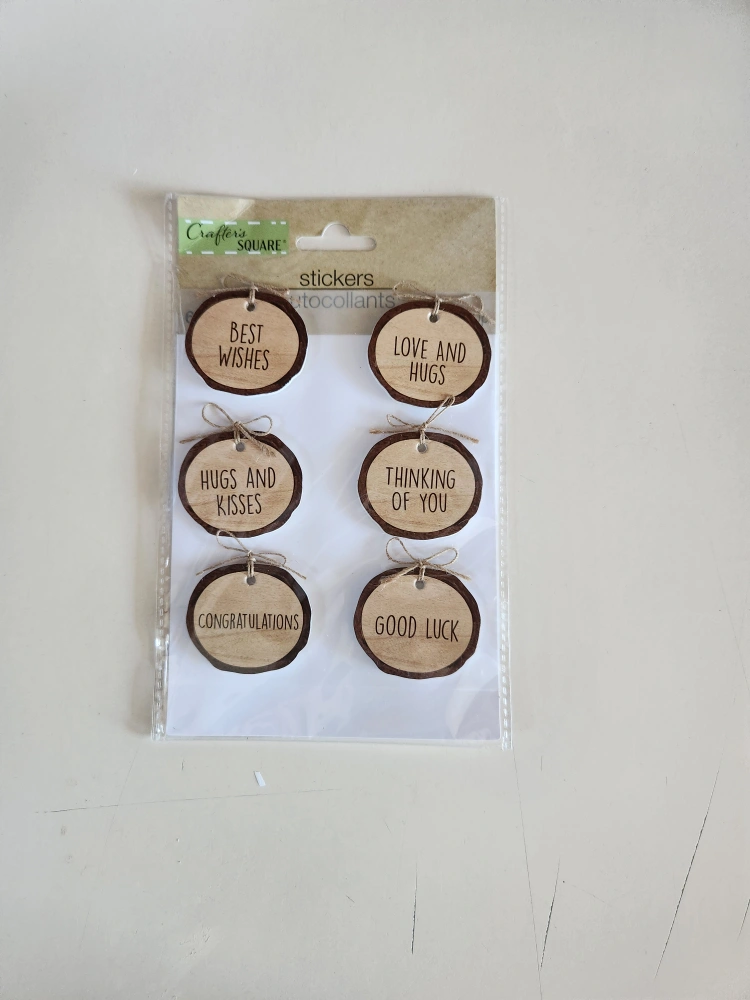 Crafter's
SQUARE®
stickers
autocollants
BEST
WISHES
LOVE AND
HUGS
HUGS AND
KISSES
THINKING
OF YOU
CONGRATULATIONS
GOOD LUCK